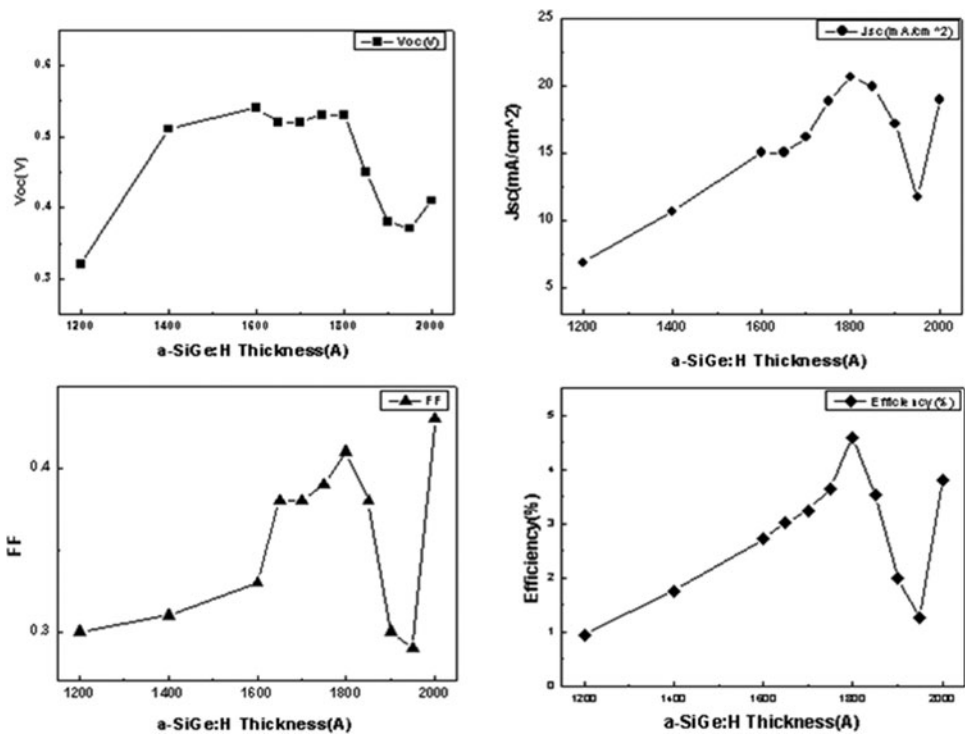 Voc(V)
0.6
0.5
0.4
0.3
Voc(V)
1200 1400 1600 1800 2000
a-SiGe:H Thickness(A)
Jsc(mA/cm^2)
25
20
15
10
5
Jsc(mA/cm^2)
1200 1400 1600 1800 2000
a-SiGe:H Thickness(A)
FF
0.4
0.3
FF
1200 1400 1600 1800 2000
a-SiGe:H Thickness(A)
Efficiency(%)
5
4
3
2
1
0
Efficiency(%)
1200 1400 1600 1800 2000
a-SiGe:H Thickness(A)